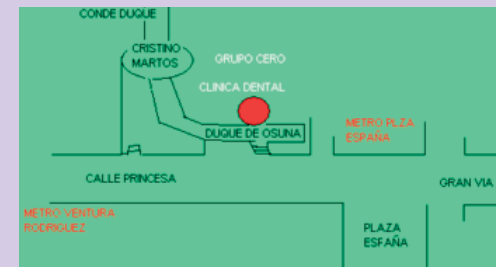 CONDE DUQUE
CRISTINO
MARTOS
GRUPO CERO
CLINICA DENTAL
DUQUE DE OSUNA
METRO PLZA
ESPAÑA
CALLE PRINCESA
GRAN VIA
METRO VENTURA
RODRIGUEZ
PLAZA
ESPAÑA